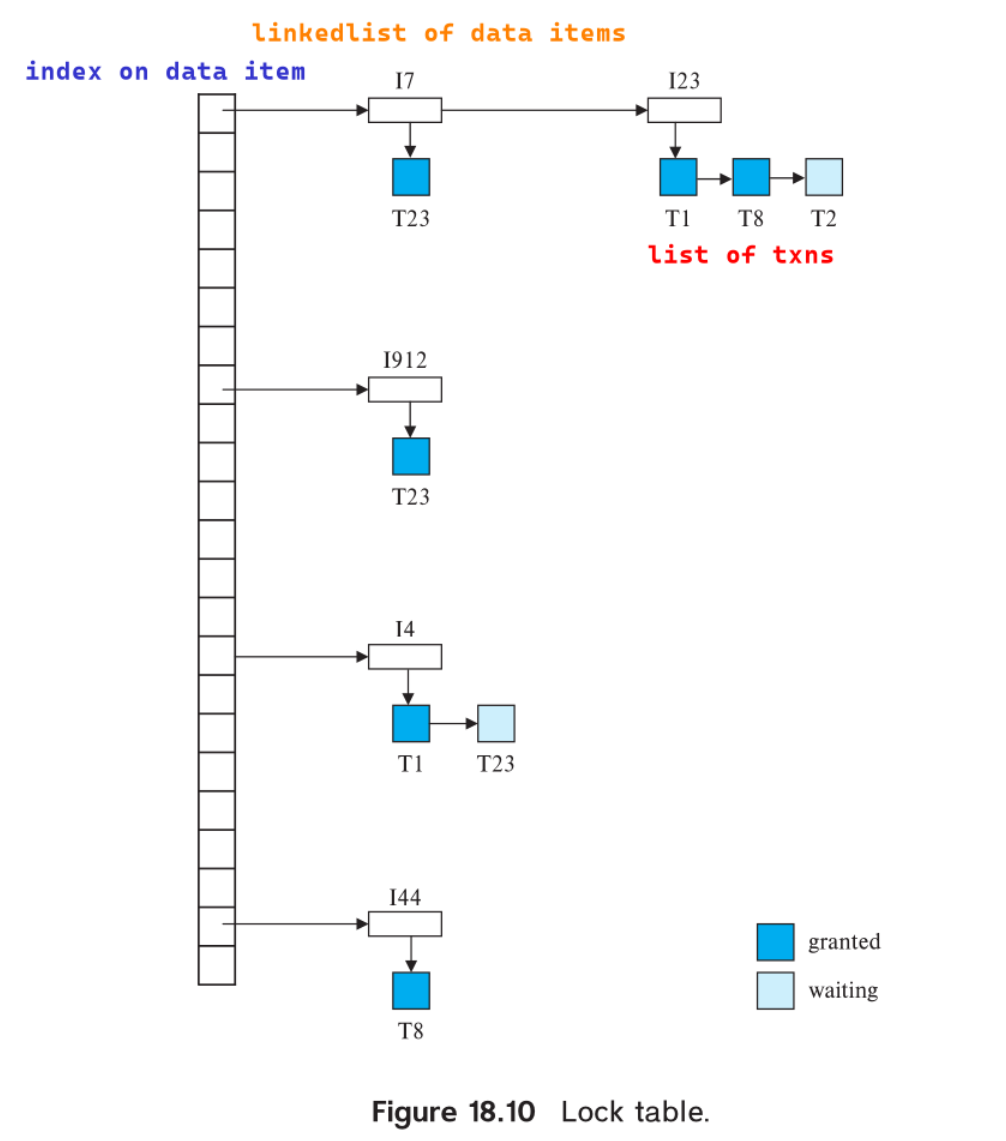 linkedlist of data items
index on data item
I7 I23
T23 T1 T8 T2
list of txns
I912
T23
I4
T1 T23
I44
granted
waiting
T8
Figure 18.10 Lock table.